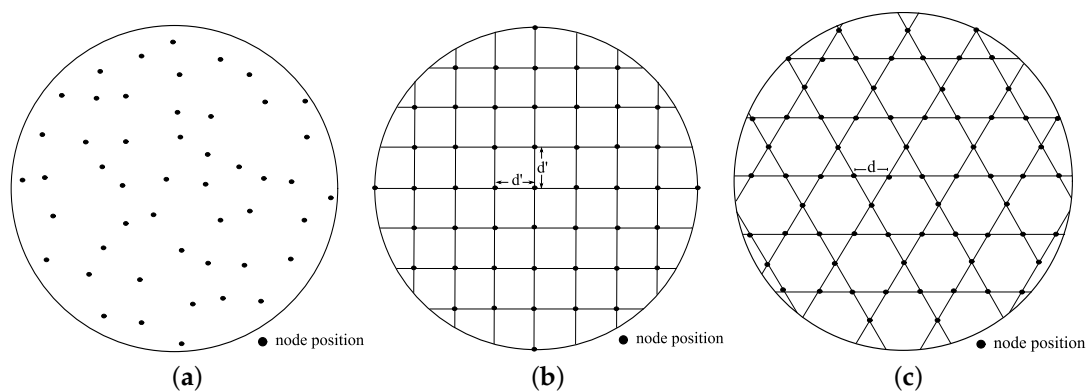 d'
d'
d
node position
node position
node position
(a)
(b)
(c)